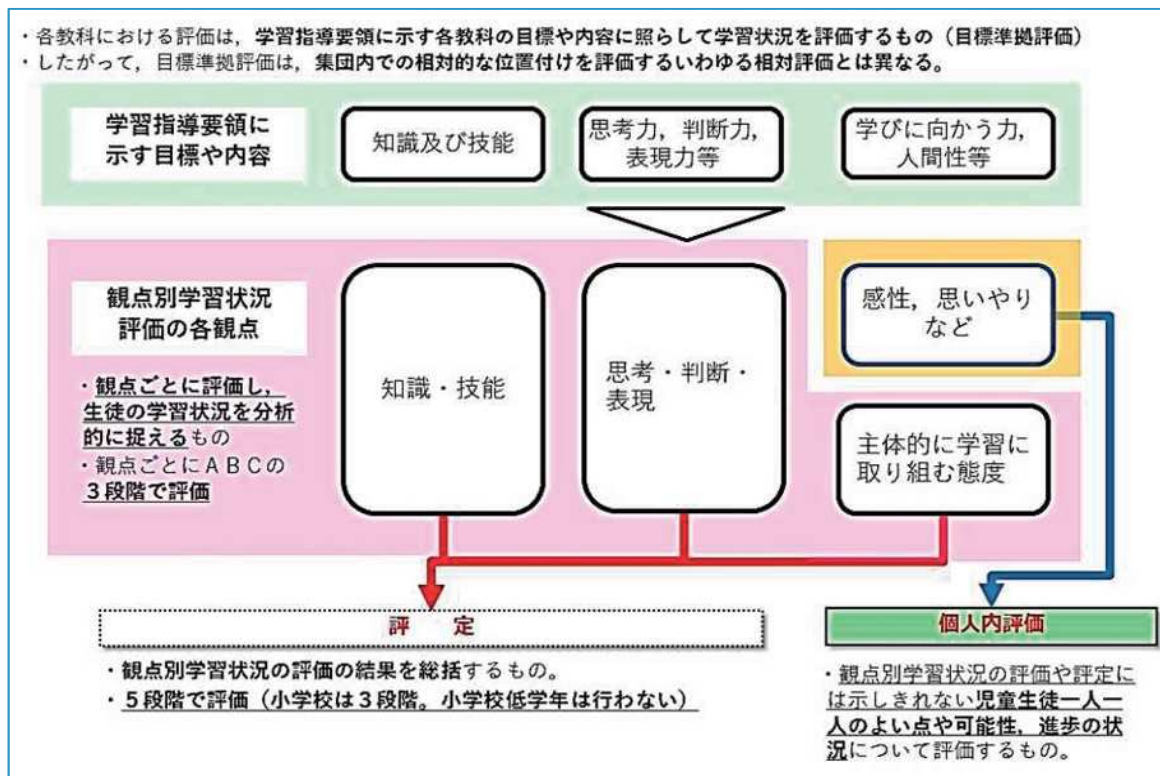 ・各教科における評価は，学習指導要領に示す各教科の目標や内容に照らして学習状況を評価するもの（目標準拠評価）
・したがって，目標準拠評価は，集団内での相対的な位置付けを評価するいわゆる相対評価とは異なる。
学習指導要領に
示す目標や内容
知識及び技能
思考力，判断力，
表現力等
学びに向かう力，
人間性等
観点別学習状況
評価の各観点
・観点ごとに評価し，
生徒の学習状況を分析
的に捉えるもの
・観点ごとにＡＢＣの
３段階で評価
知識・技能
思考・判断・
表現
感性，思いやり
など
主体的に学習に
取り組む態度
評　定
・観点別学習状況の評価の結果を総括するもの。
・５段階で評価（小学校は３段階。小学校低学年は行わない）
個人内評価
・観点別学習状況の評価や評定に
は示しきれない児童生徒一人一
人のよい点や可能性，進歩の状
況について評価するもの。